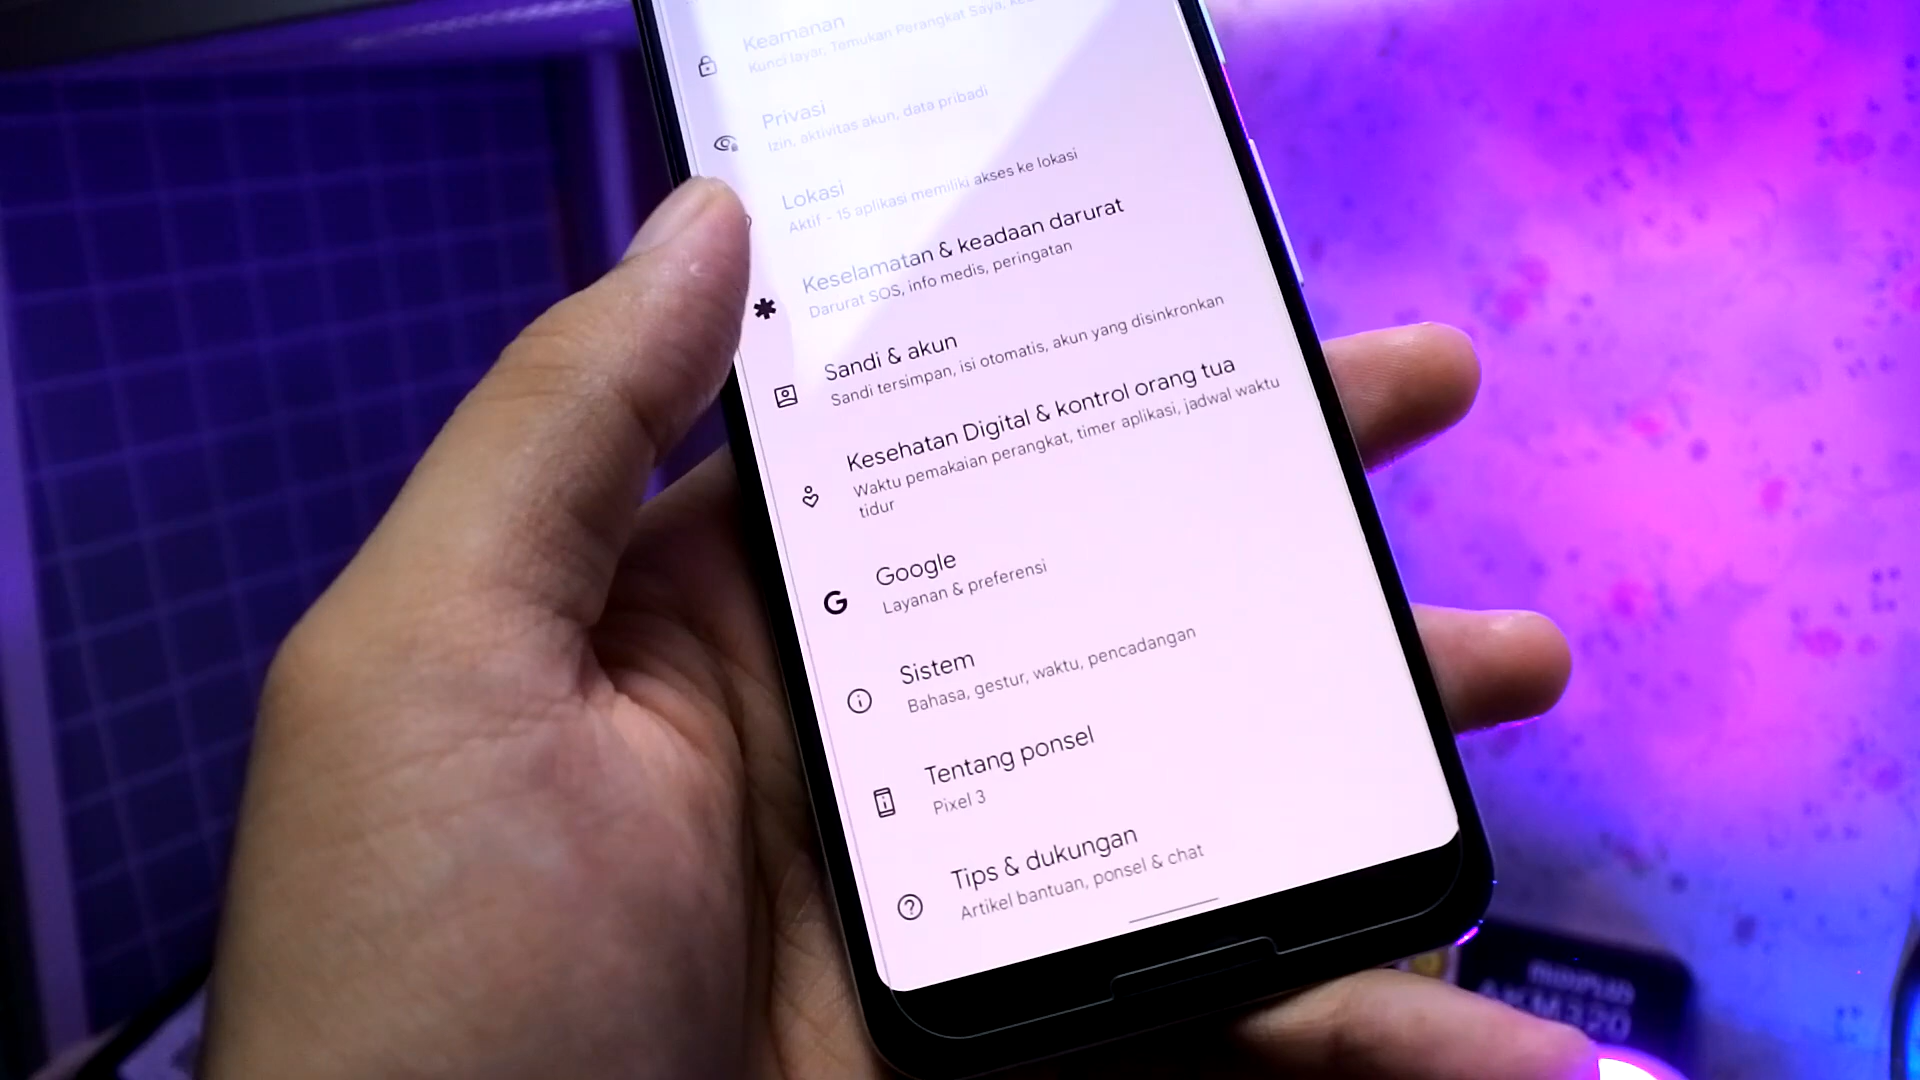 Keamanan
Kunci layar, Temukan Perangkat Saya,
Privasi
Izin, aktivitas akun, data pribadi
Lokasi
Aktif - 15 aplikasi memiliki akses ke lokasi
Keselamatan & keadaan darurat
Darurat SOS, info medis, peringatan
Sandi & akun
Sandi tersimpan, isi otomatis, akun yang disinkronkan
Kesehatan Digital & kontrol orang tua
Waktu pemakaian perangkat, timer aplikasi, jadwal waktu
tidur
Google
Layanan & preferensi
Sistem
Bahasa, gestur, waktu, pencadangan
Tentang ponsel
Pixel 3
Tips & dukungan
Artikel bantuan, ponsel & chat